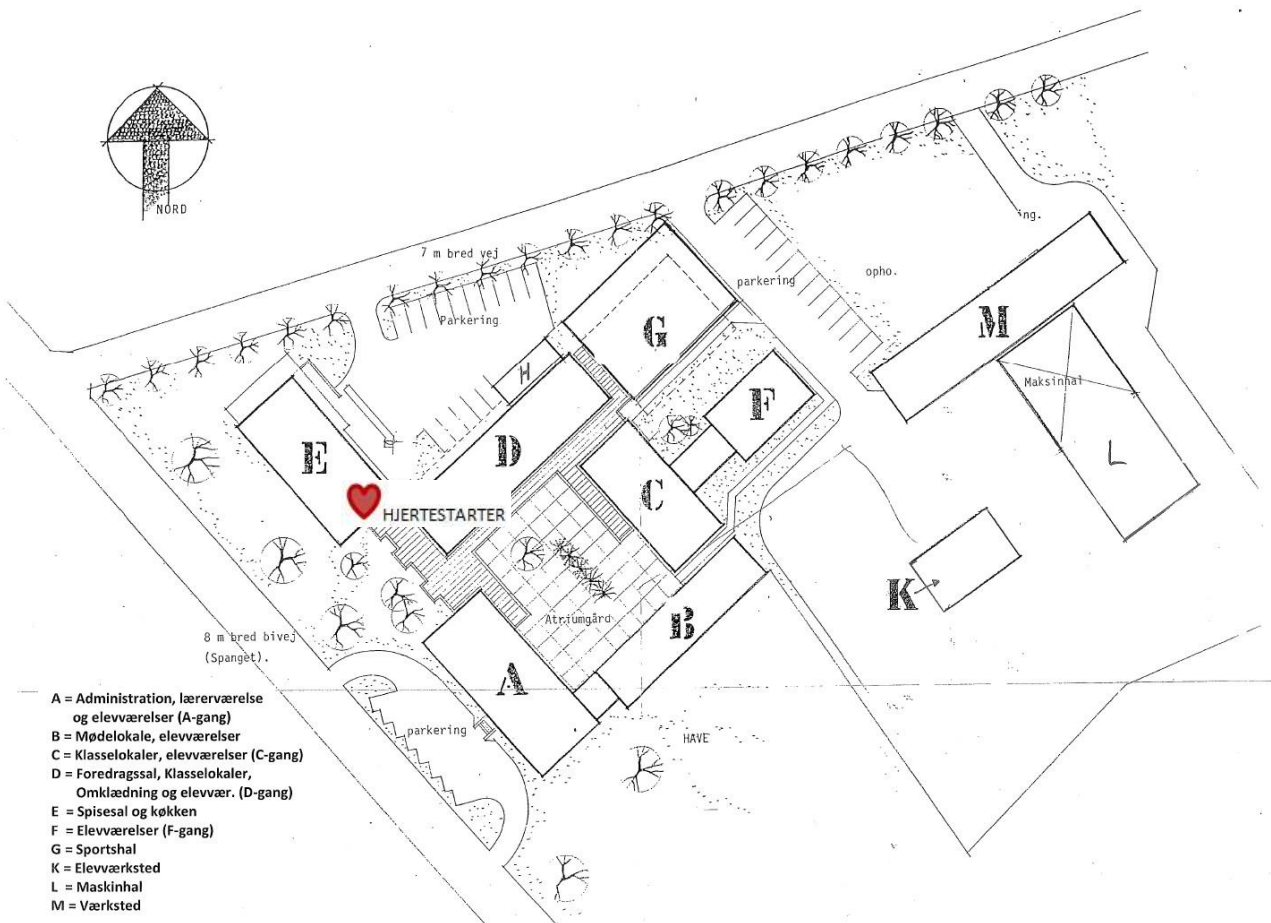 NORD
7 m bred vej
Parkering
parkering
opho.
ng.
G
M
H
F
Maksinhal
E
D
L
C
HJERTESTARTER
K
Atriumgård
B
8 m bred bivej
(Spanget).
A
parkering
HAVE
A = Administration, lærerværelse
og elevværelser (A-gang)
B = Mødelokale, elevværelser
C = Klasselokaler, elevværelser (C-gang)
D = Foredragssal, Klasselokaler,
Omklædning og elevvær. (D-gang)
E = Spisesal og køkken
F = Elevværelser (F-gang)
G = Sportshal
K = Elevværksted
L = Maskinhal
M = Værksted